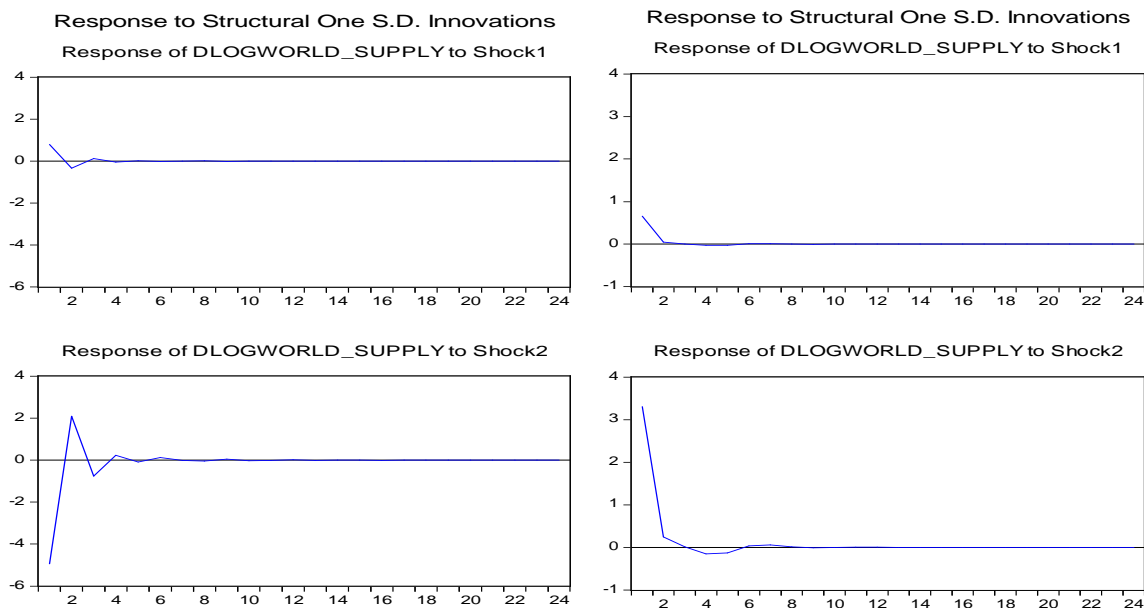 Response to Structural One S.D. Innovations
Response of DLOGWORLD_SUPPLY to Shock1
4
2
0
-2
-4
-6
2 4 6 8 10 12 14 16 18 20 22 24
Response of DLOGWORLD_SUPPLY to Shock2
4
2
0
-2
-4
-6
2 4 6 8 10 12 14 16 18 20 22 24
Response to Structural One S.D. Innovations
Response of DLOGWORLD_SUPPLY to Shock1
4
3
2
1
0
-1
2 4 6 8 10 12 14 16 18 20 22 24
Response of DLOGWORLD_SUPPLY to Shock2
4
3
2
1
0
-1
2 4 6 8 10 12 14 16 18 20 22 24